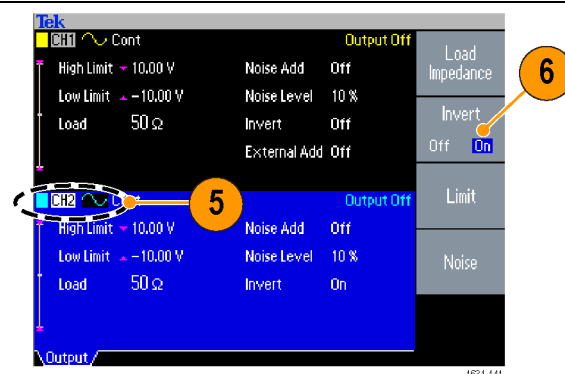 Tek
CH1 Cont Output Off
High Limit 10.00 V Noise Add Off
Low Limit -10.00 V Noise Level 10 %
Load 50 Ω Invert Off
External Add Off
CH2 Output Off
High Limit 10.00 V Noise Add Off
Low Limit -10.00 V Noise Level 10 %
Load 50 Ω Invert On
Output
Load
Impedance
Invert
Off On
Limit
Noise
5
6